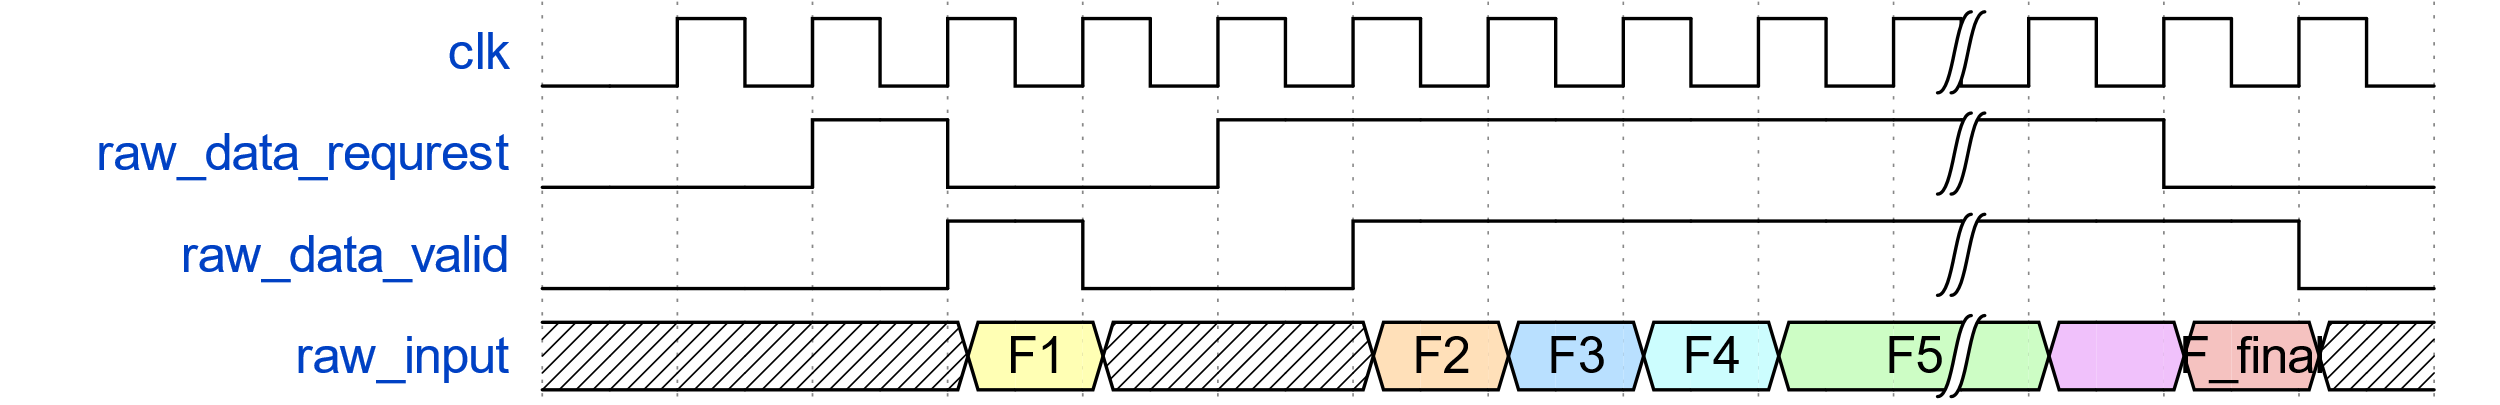 clk
raw_data_requrest
raw_data_valid
raw_input F1 F2 F3 F4 F5 F_final